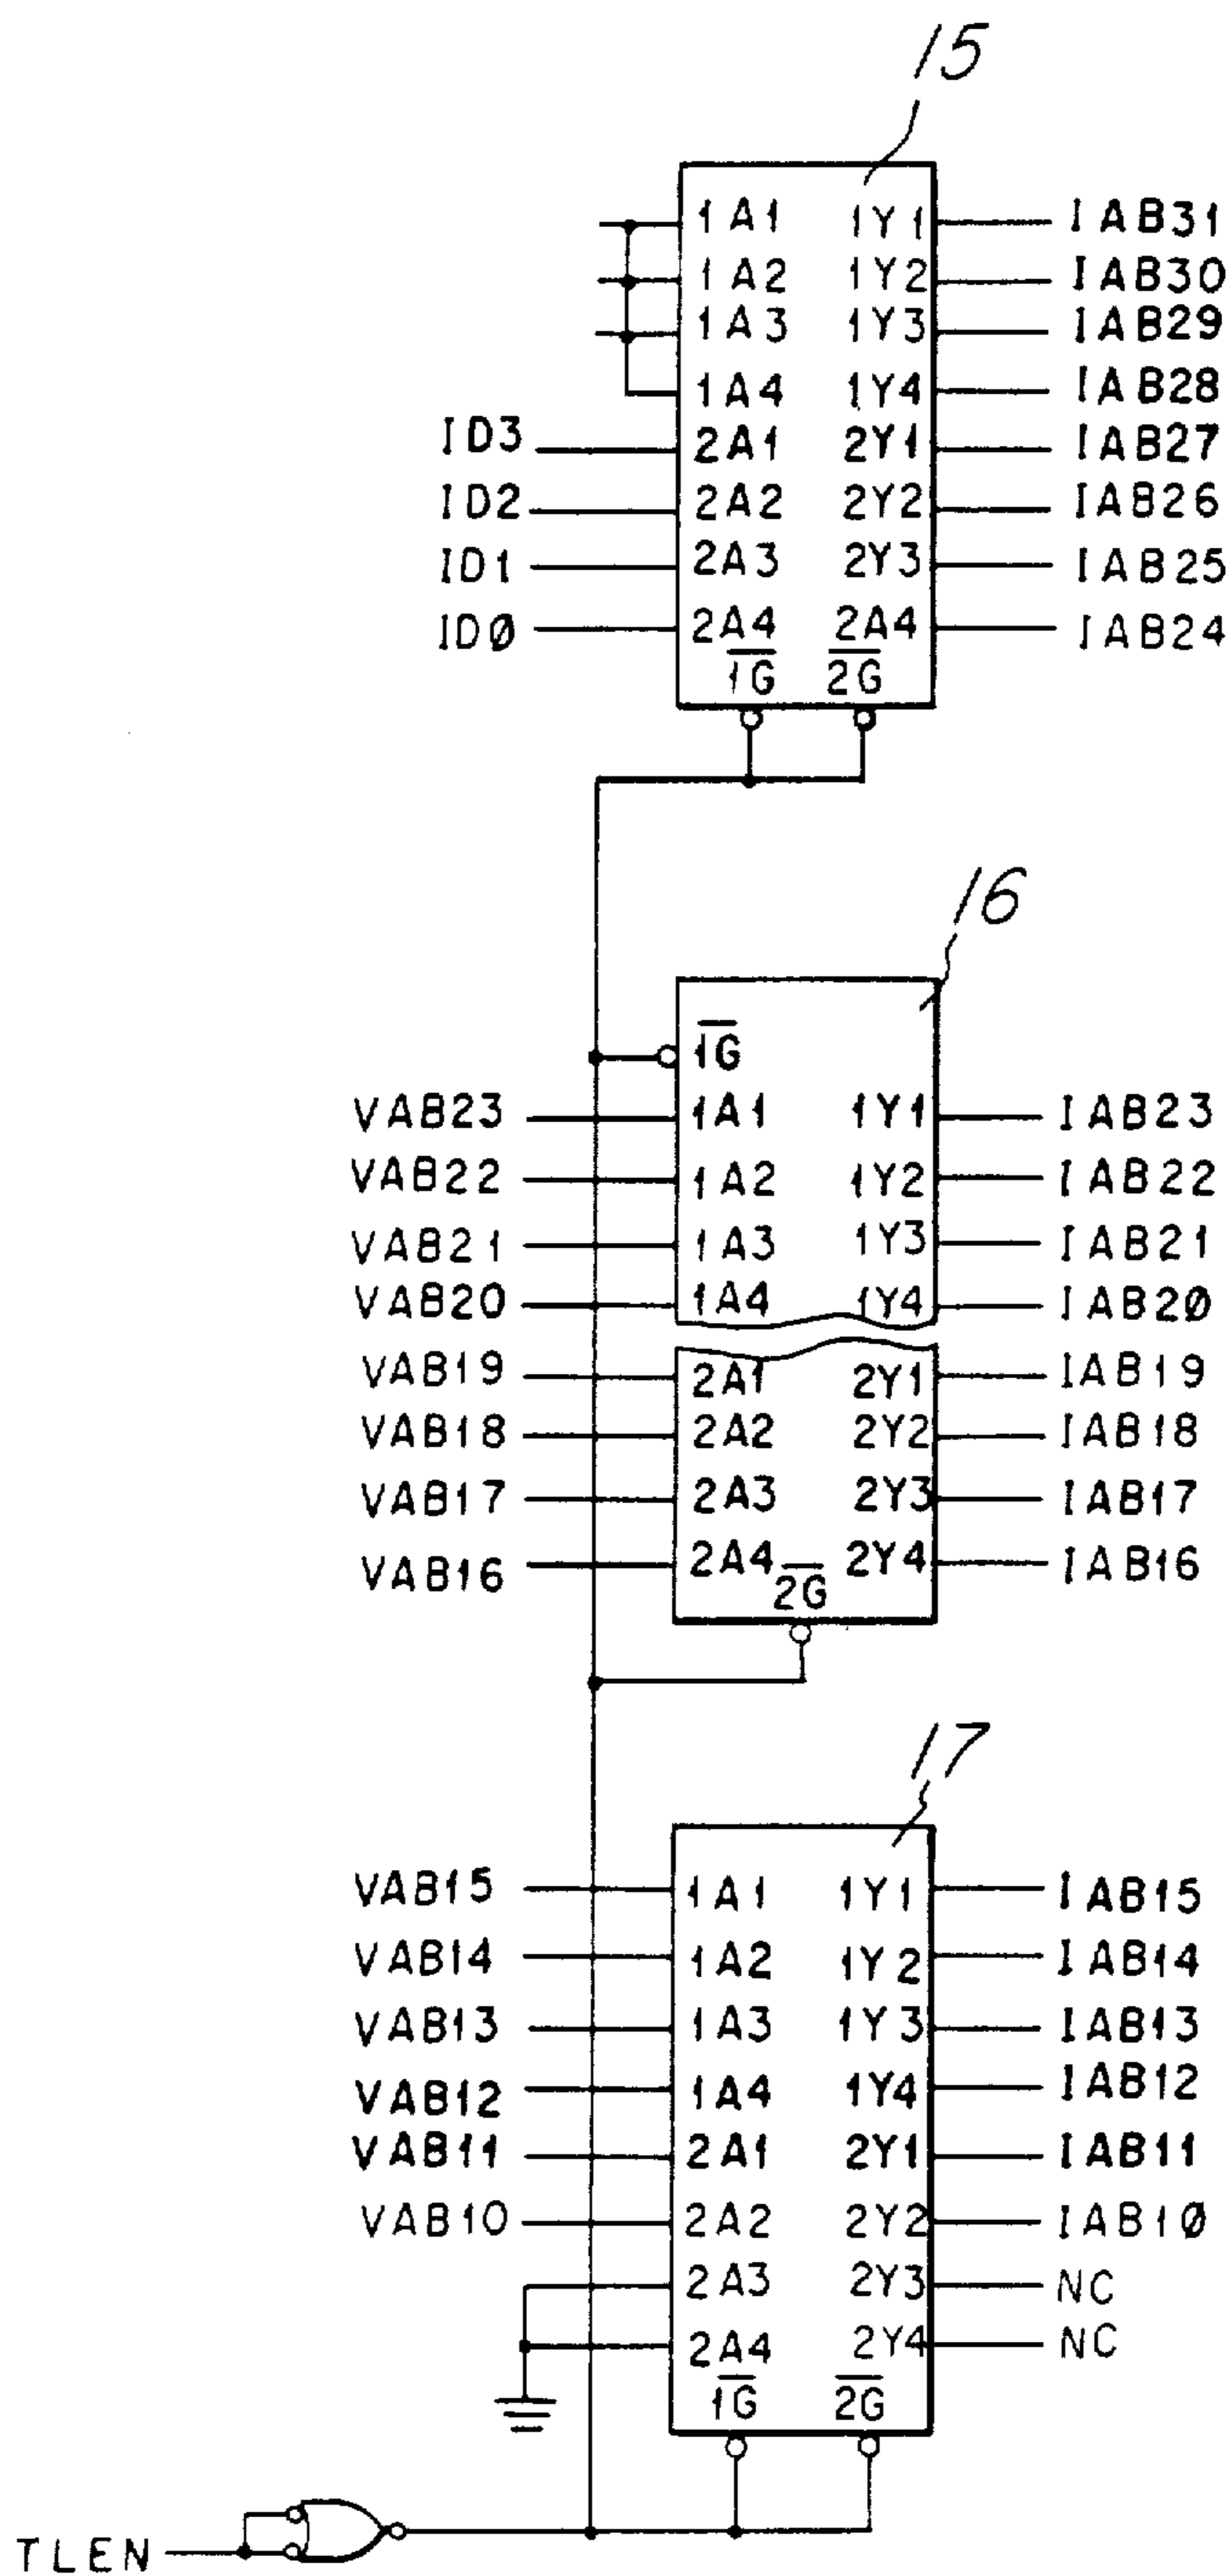 15
1A1 1Y1 IAB31
1A2 1Y2 IAB30
1A3 1Y3 IAB29
1A4 1Y4 IAB28
ID3 2A1 2Y1 IAB27
ID2 2A2 2Y2 IAB26
ID1 2A3 2Y3 IAB25
IDØ 2A4 2A4 IAB24
1G̅ 2G̅
16
1G̅
VAB23 1A1 1Y1 IAB23
VAB22 1A2 1Y2 IAB22
VAB21 1A3 1Y3 IAB21
VAB20 1A4 1Y4 IAB2Ø
VAB19 2A1 2Y1 IAB19
VAB18 2A2 2Y2 IAB18
VAB17 2A3 2Y3 IAB17
VAB16 2A4 2Y4 IAB16
2G̅
17
VAB15 1A1 1Y1 IAB15
VAB14 1A2 1Y2 IAB14
VAB13 1A3 1Y3 IAB13
VAB12 1A4 1Y4 IAB12
VAB11 2A1 2Y1 IAB11
VAB10 2A2 2Y2 IAB1Ø
2A3 2Y3 NC
2A4 2Y4 NC
1G̅ 2G̅
TLEN